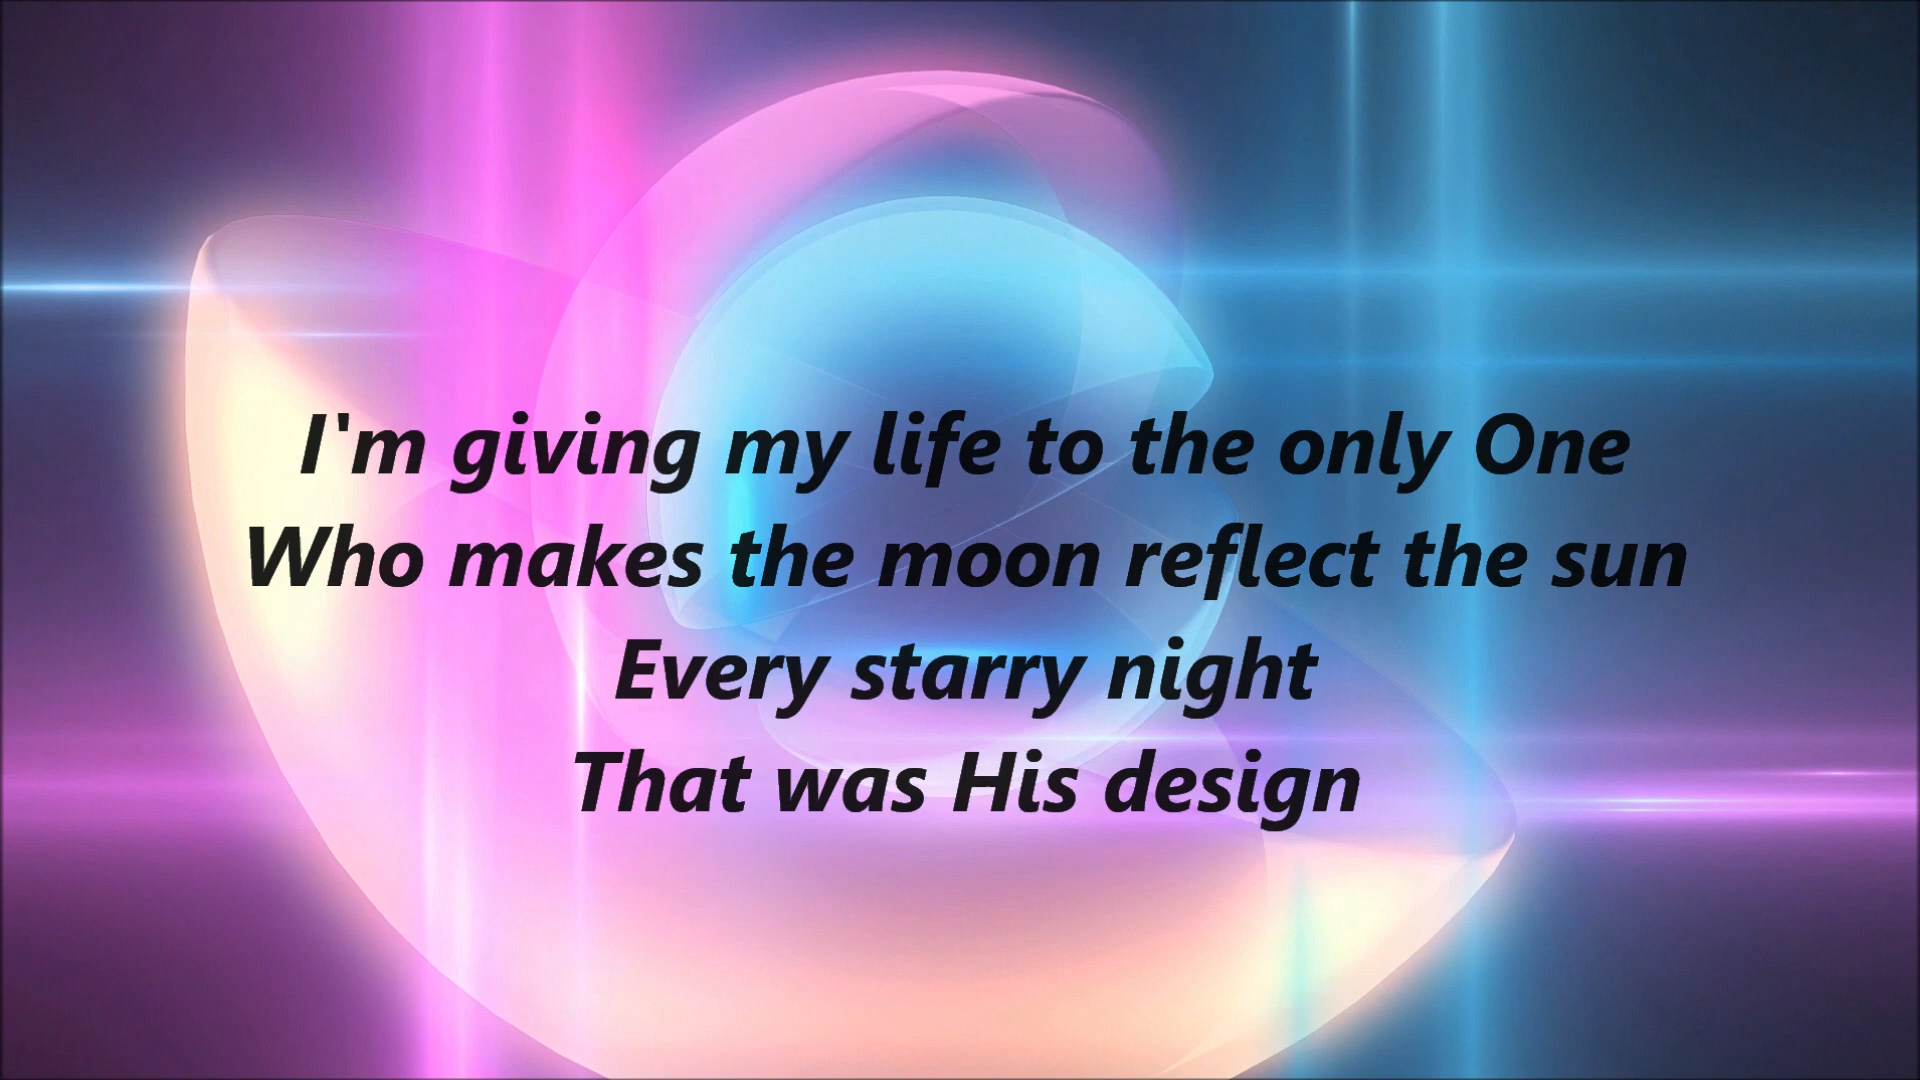 I'm giving my life to the only One
Who makes the moon reflect the sun
Every starry night
That was His design